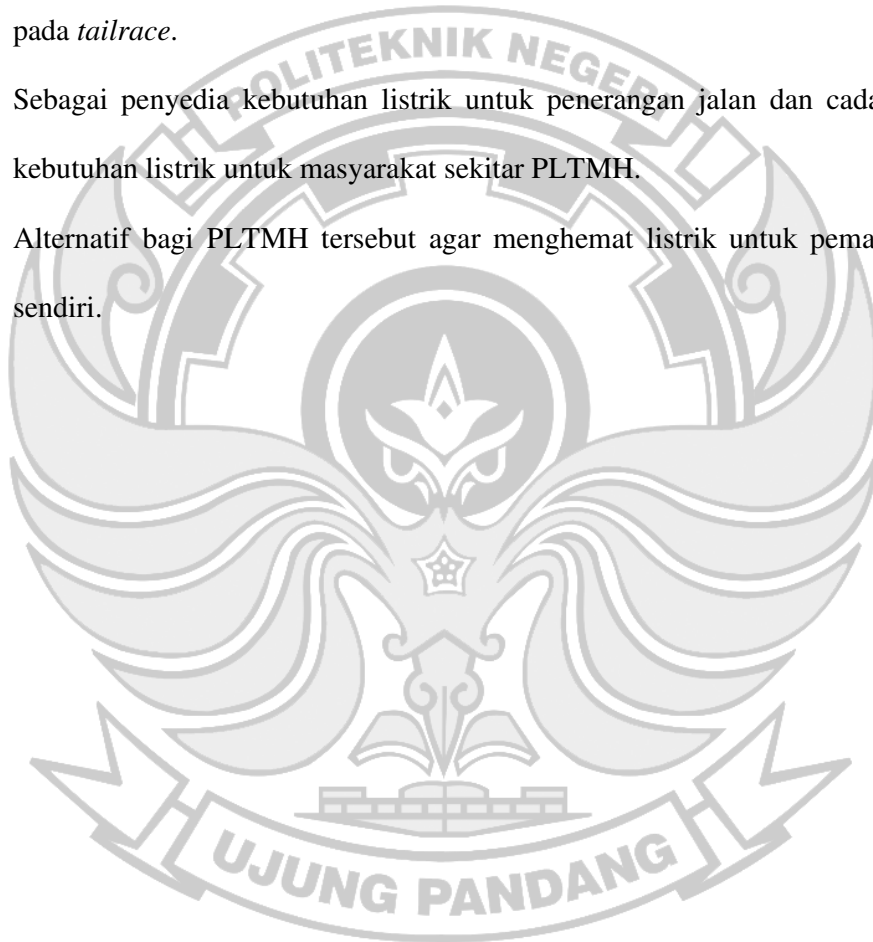 pada tailrace.
POLITEKNIK NEGERI
Sebagai penyedia kebutuhan listrik untuk penerangan jalan dan cada
kebutuhan listrik untuk masyarakat sekitar PLTMH.
Alternatif bagi PLTMH tersebut agar menghemat listrik untuk pema
sendiri.
UJUNG PANDANG